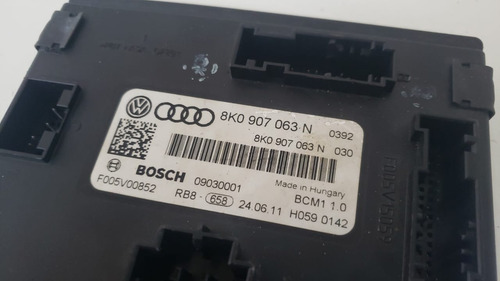 8K0 907 063 N 0392
8K0 907 063 N 030
BOSCH 09030001
Made in Hungary
F005V00852
RB8- 658 24.06.11
BCM1 1.0
H059 0142